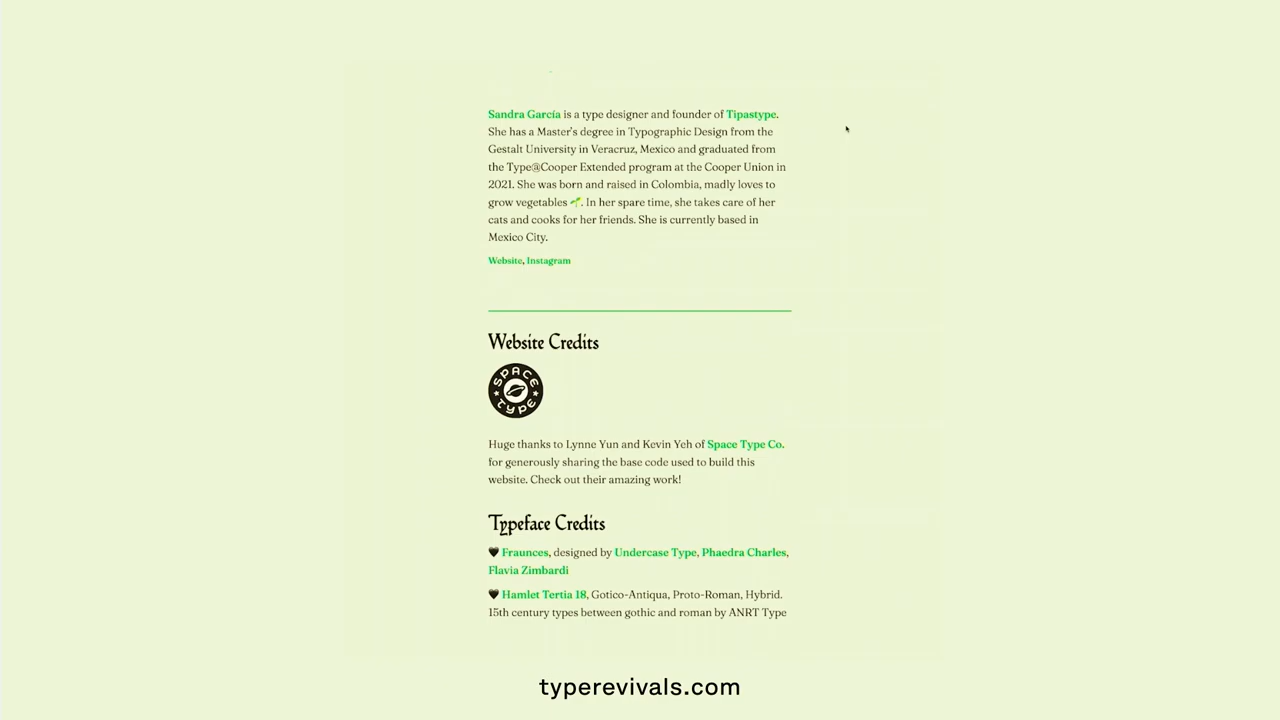 Sandra García is a type designer and founder of Tipastype.
She has a Master's degree in Typographic Design from the
Gestalt University in Veracruz, Mexico and graduated from
the Type@Cooper Extended program at the Cooper Union in
2021. She was born and raised in Colombia, madly loves to
grow vegetables 🌱. In her spare time, she takes care of her
cats and cooks for her friends. She is currently based in
Mexico City.
Website, Instagram
Website Credits
SPACE
TYPE
Huge thanks to Lynne Yun and Kevin Yeh of Space Type Co.
for generously sharing the base code used to build this
website. Check out their amazing work!
Typeface Credits
🖤 Fraunces, designed by Undercase Type, Phaedra Charles,
Flavia Zimbardi
🖤 Hamlet Tertia 18, Gotico-Antiqua, Proto-Roman, Hybrid.
15th century types between gothic and roman by ANRT Type
typerevivals.com